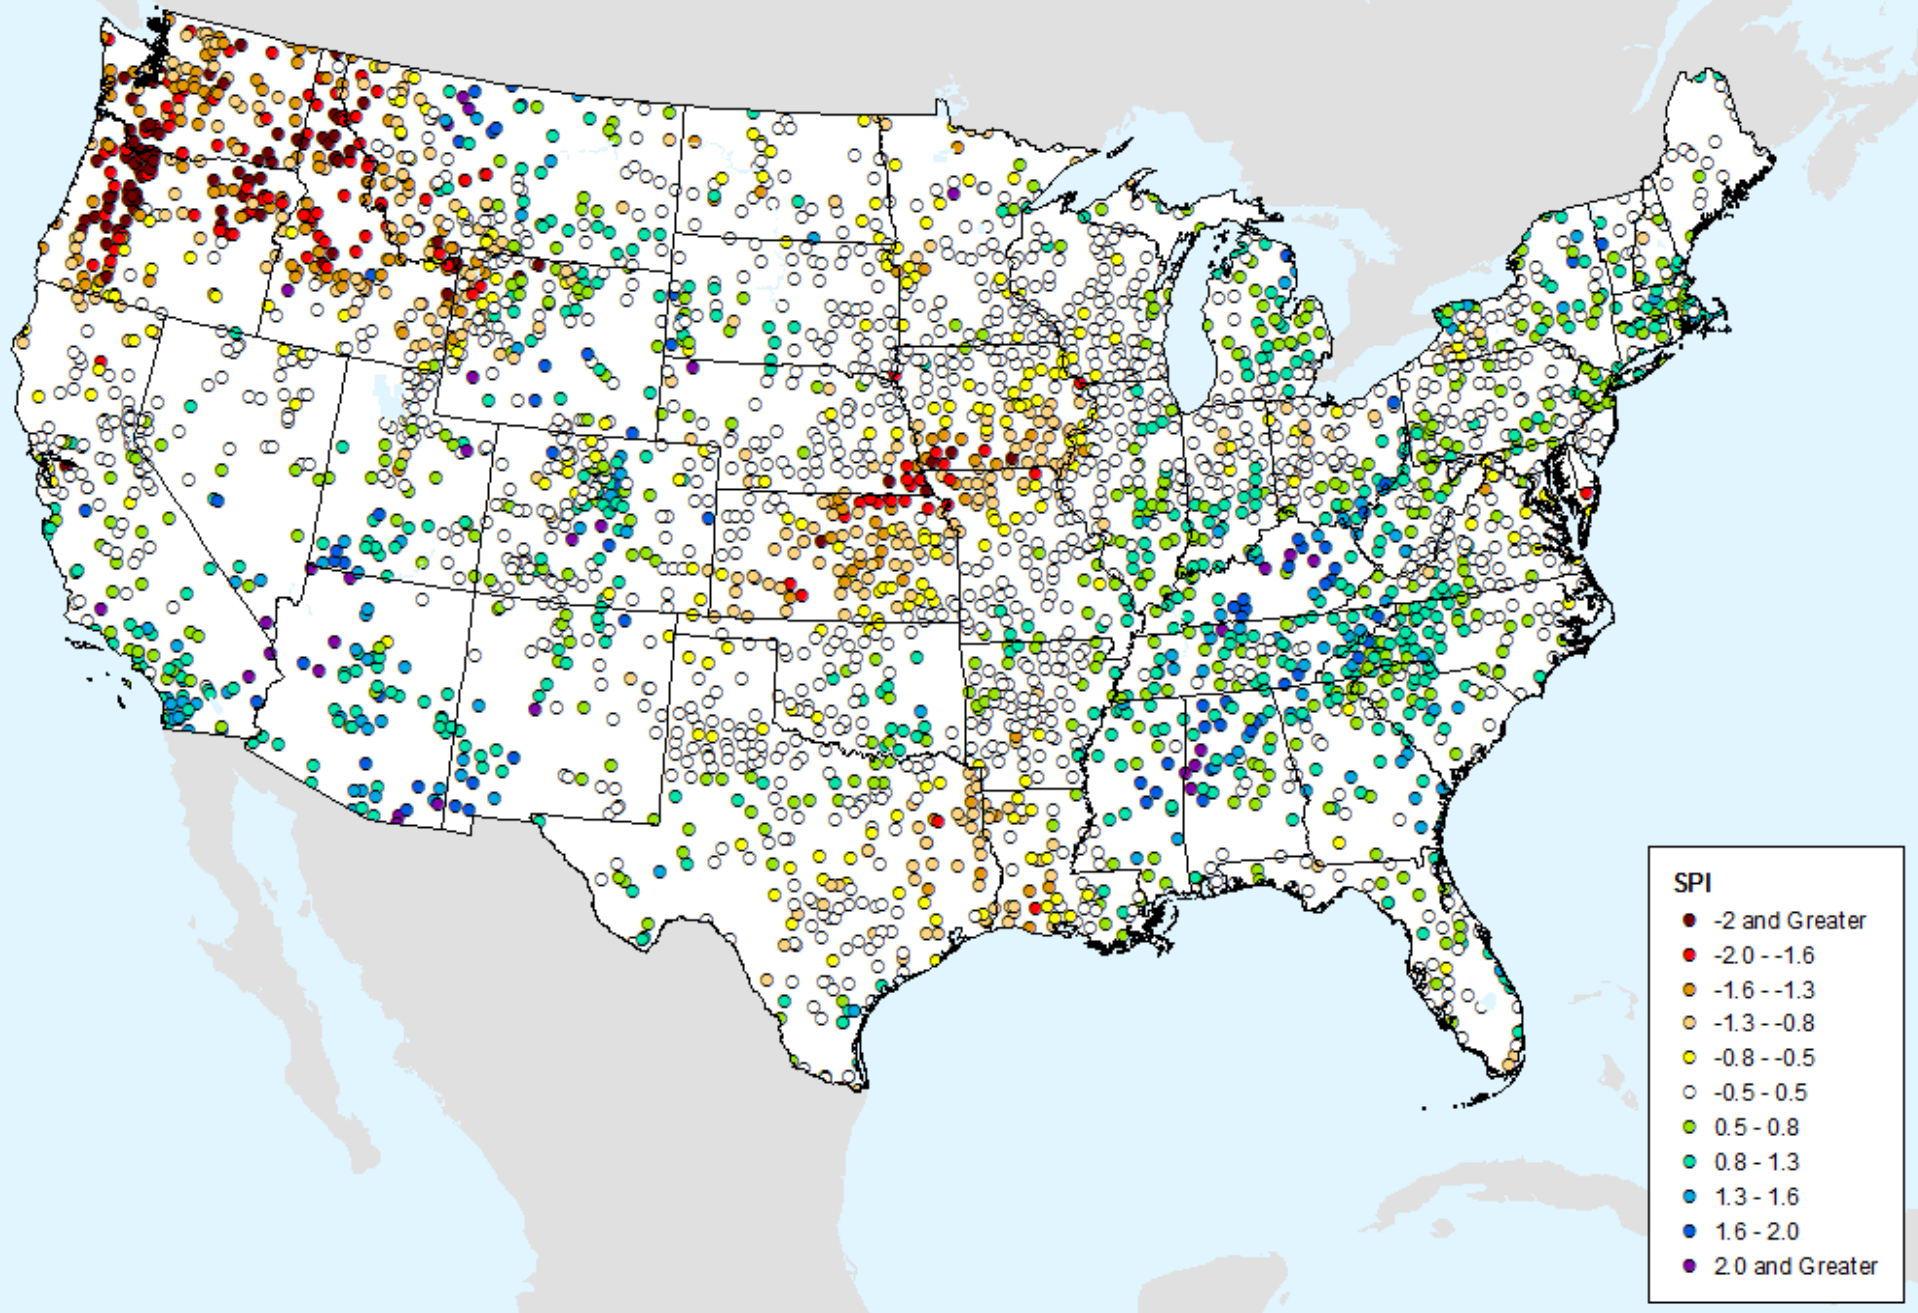 SPI
-2 and Greater
-2.0 - -1.6
-1.6 - -1.3
-1.3 - -0.8
-0.8 - -0.5
-0.5 - 0.5
0.5 - 0.8
0.8 - 1.3
1.3 - 1.6
1.6 - 2.0
2.0 and Greater